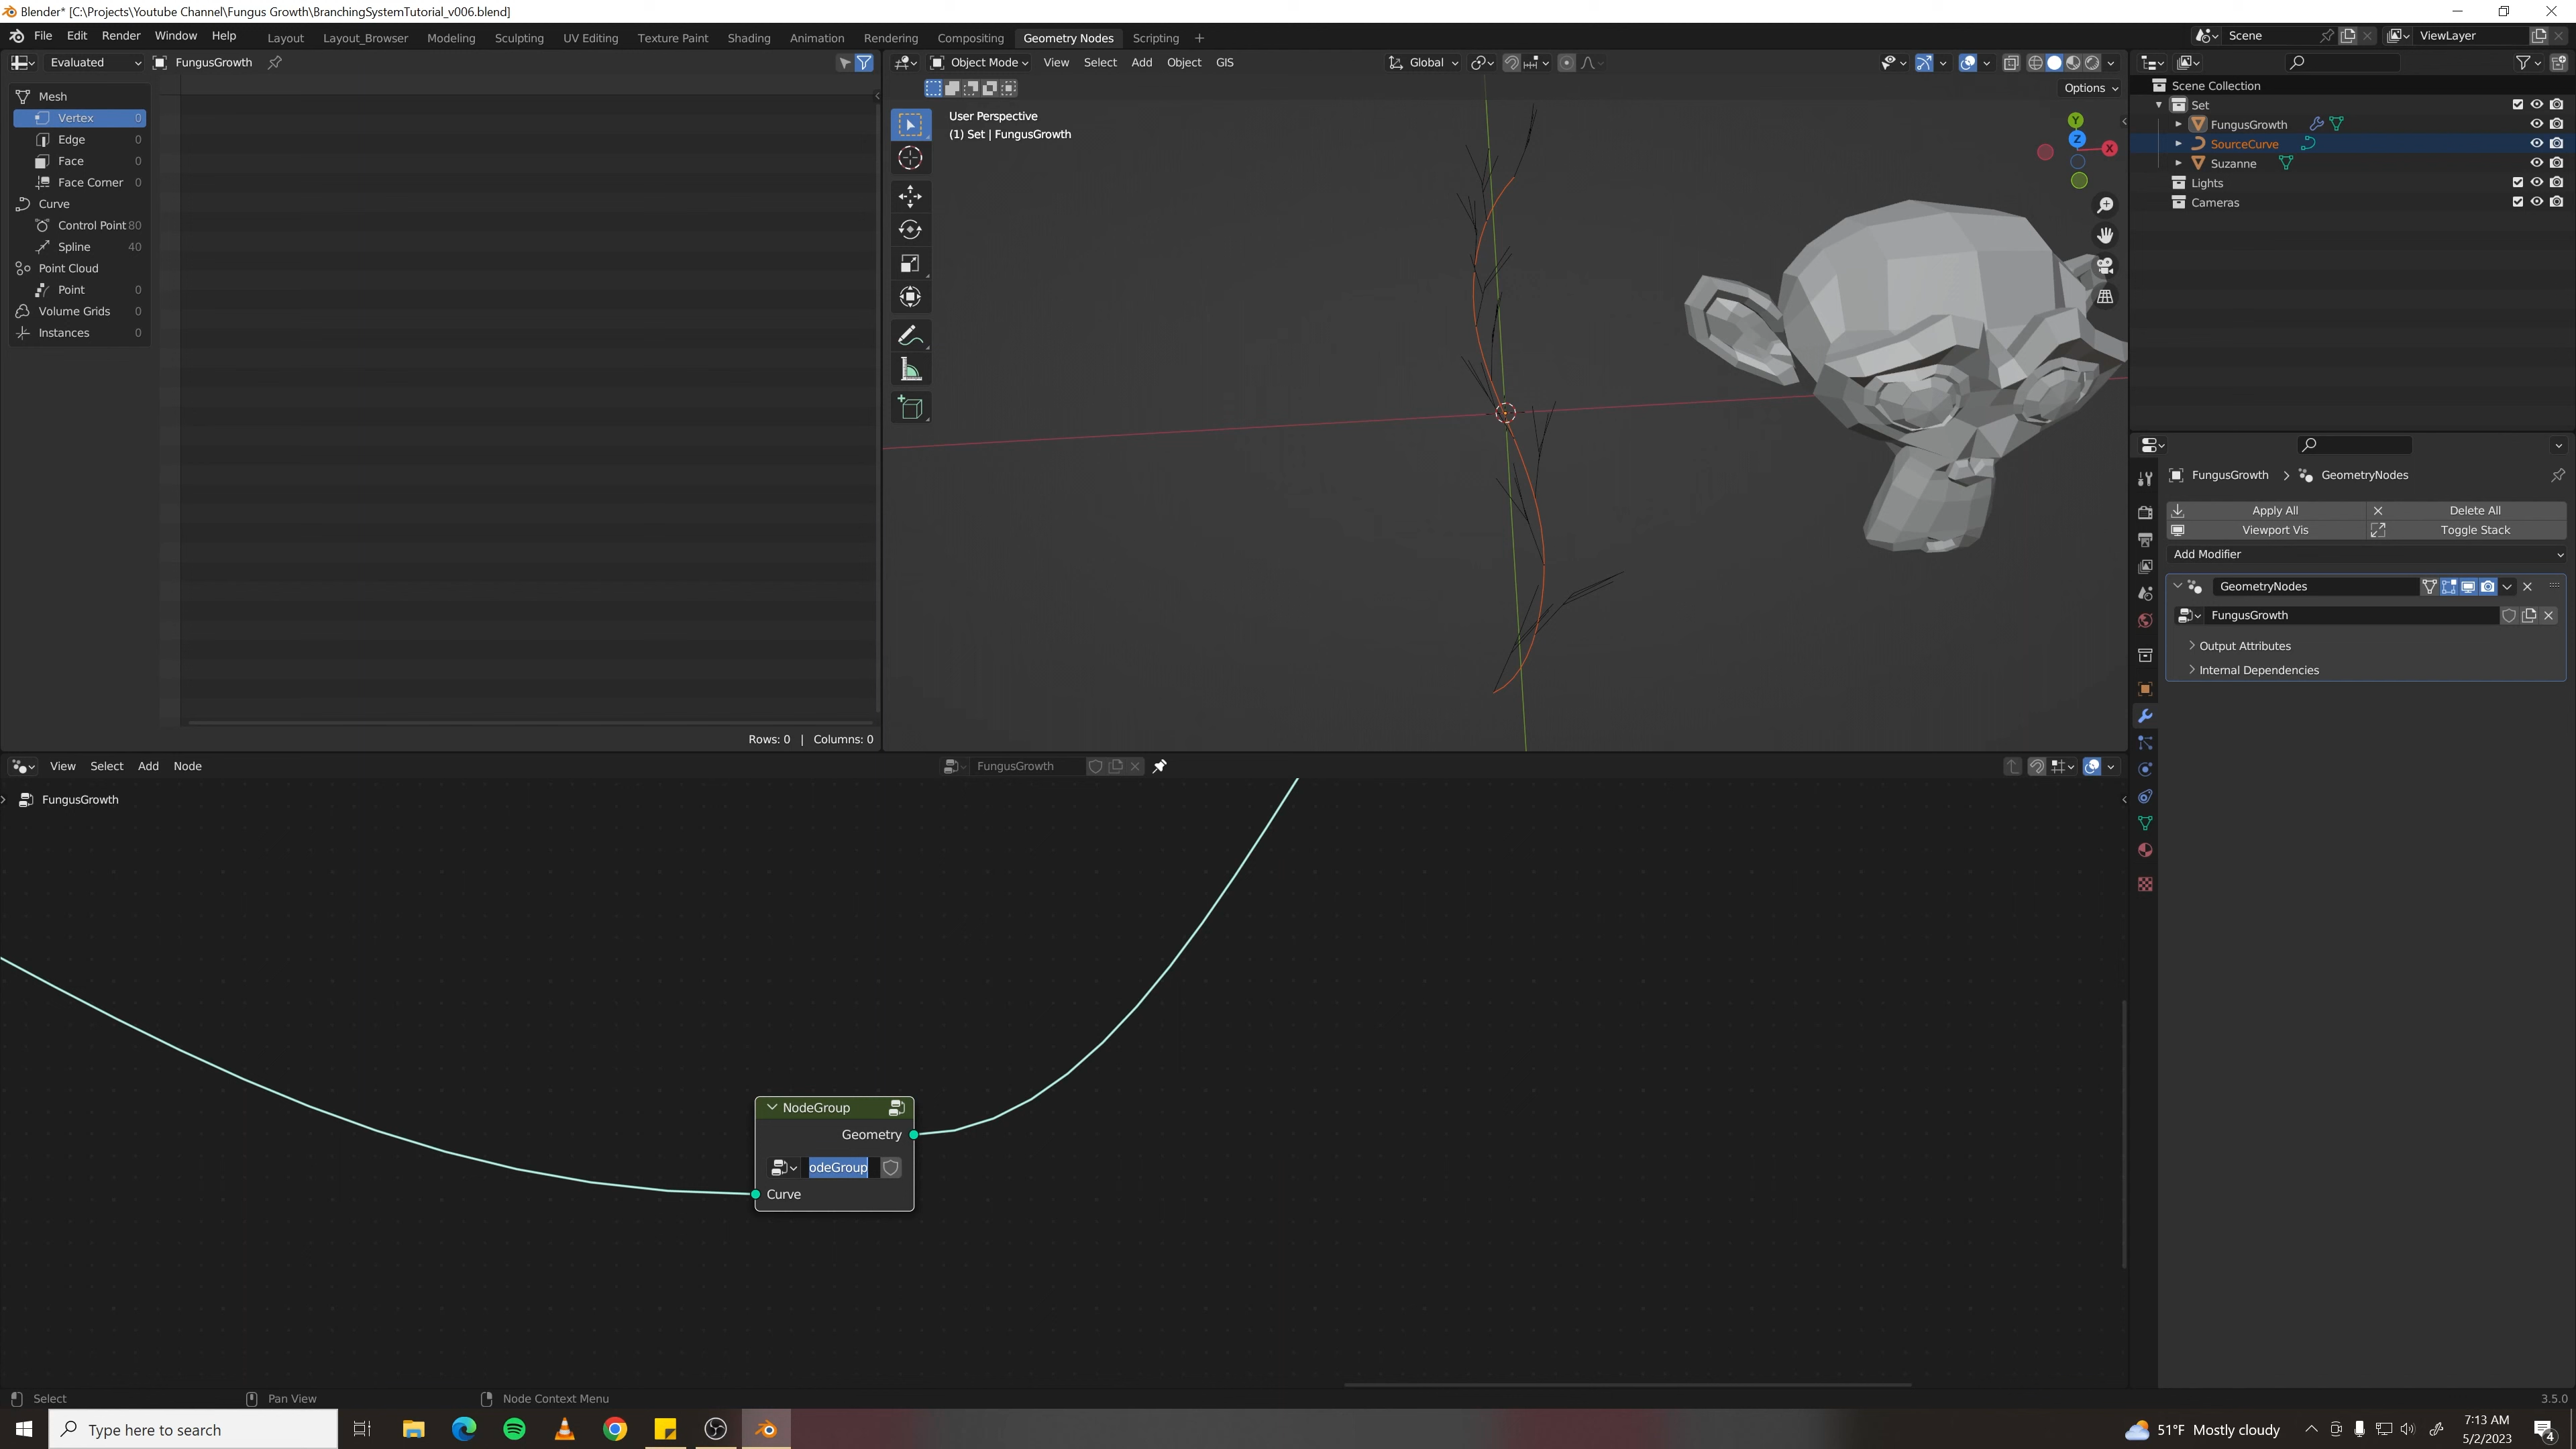 Blender* [C:\Projects\Youtube Channel\Fungus Growth\BranchingSystemTutorial_v006.blend]
File Edit Render Window Help Layout Layout_Browser Modeling Sculpting UV Editing Texture Paint Shading Animation Rendering Compositing Geometry Nodes Scripting + Scene ViewLayer
Evaluated FungusGrowth Object Mode View Select Add Object GIS Global
Options
Mesh
Vertex 0
Edge 0
Face 0
Face Corner 0
Curve
Control Point 80
Spline 40
Point Cloud
Point 0
Volume Grids 0
Instances 0
Rows: 0 | Columns: 0
User Perspective
(1) Set | FungusGrowth
Y
Z
X
Scene Collection
Set
FungusGrowth
SourceCurve
Suzanne
Lights
Cameras
FungusGrowth > GeometryNodes
Apply All Delete All
Viewport Vis Toggle Stack
Add Modifier
GeometryNodes
FungusGrowth
Output Attributes
Internal Dependencies
View Select Add Node FungusGrowth
FungusGrowth
NodeGroup
Geometry
odeGroup
Curve
Select Pan View Node Context Menu 3.5.0
Type here to search
51°F Mostly cloudy
7:13 AM
5/2/2023
4